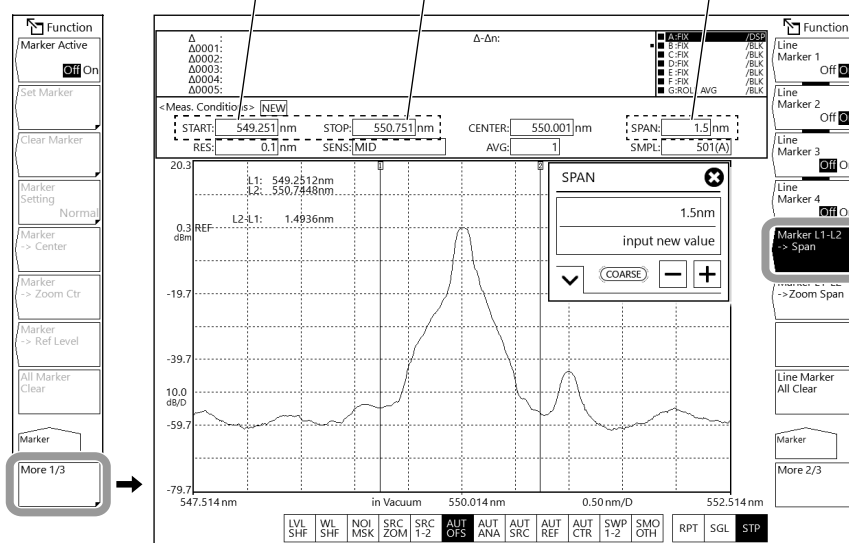 Function
Marker Active
Off On
Set Marker
Clear Marker
Marker
Setting
Normal
Marker
-> Center
Marker
-> Zoom Ctr
Marker
-> Ref Level
All Marker
Clear
Marker
More 1/3
Δ :
Δ0001:
Δ0002:
Δ0003:
Δ0004:
Δ0005:
Δ-Δn:
A:FIX /DSP
B:FIX /BLK
C:FIX /BLK
D:FIX /BLK
E:FIX /BLK
F:FIX /BLK
G:ROL AVG /BLK
<Meas. Conditions> NEW
START: 549.251 nm STOP: 550.751 nm CENTER: 550.001 nm SPAN: 1.5 nm
RES: 0.1 nm SENS: MID AVG: 1 SMPL: 501(A)
20.3
1
2
L1: 549.2512nm
L2: 550.7448nm
L2-L1: 1.4936nm
0.3 REF
dBm
-19.7
-39.7
10.0
dB/D
-59.7
-79.7
547.514 nm in Vacuum 550.014 nm 0.50 nm/D 552.514 nm
SPAN
1.5nm
input new value
COARSE
LVL SHF
WL SHF
NOI MSK
SRC ZOM
SRC 1-2
AUT OFS
AUT ANA
AUT SRC
AUT REF
AUT CTR
SWP 1-2
SMO OTH
RPT
SGL
STP
Function
Line
Marker 1
Off
Line
Marker 2
Off
Line
Marker 3
Off
Line
Marker 4
Off
Marker L1-L2
-> Span
Marker L1-L2
->Zoom Span
Line Marker
All Clear
Marker
More 2/3